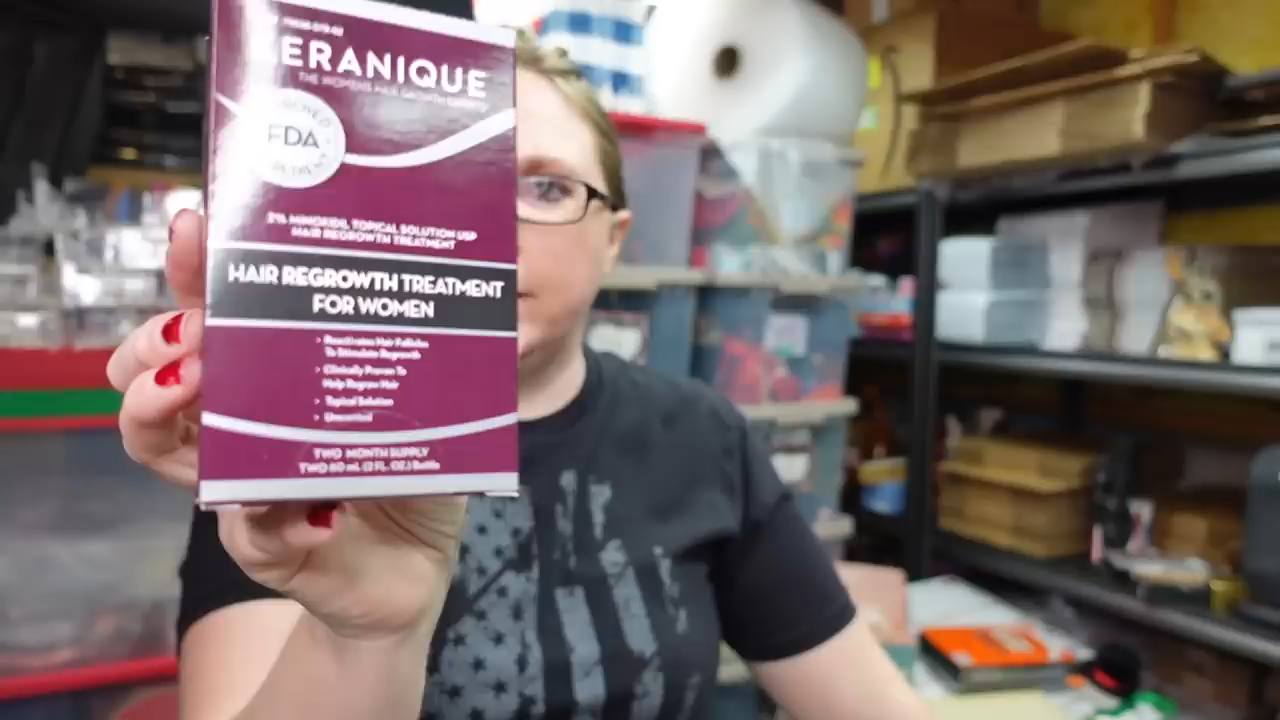 ERANIQUE
THE WOMEN'S HAIR GROWTH EXPERTS
FDA
2% MINOXIDIL TOPICAL SOLUTION USP
HAIR REGROWTH TREATMENT
HAIR REGROWTH TREATMENT
FOR WOMEN
Reactivates Hair Follicles
To Stimulate Regrowth
Clinically Proven To
Help Regrow Hair
Topical Solution
Unscented
TWO MONTH SUPPLY
TWO 60 mL (2 FL. OZ.) Bottle